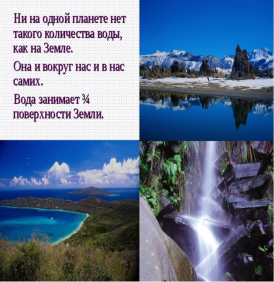 Ни на одной планете нет
такого количества воды,
как на Земле.
Она и вокруг нас и в нас
самих.
Вода занимает ¾
поверхности Земли.